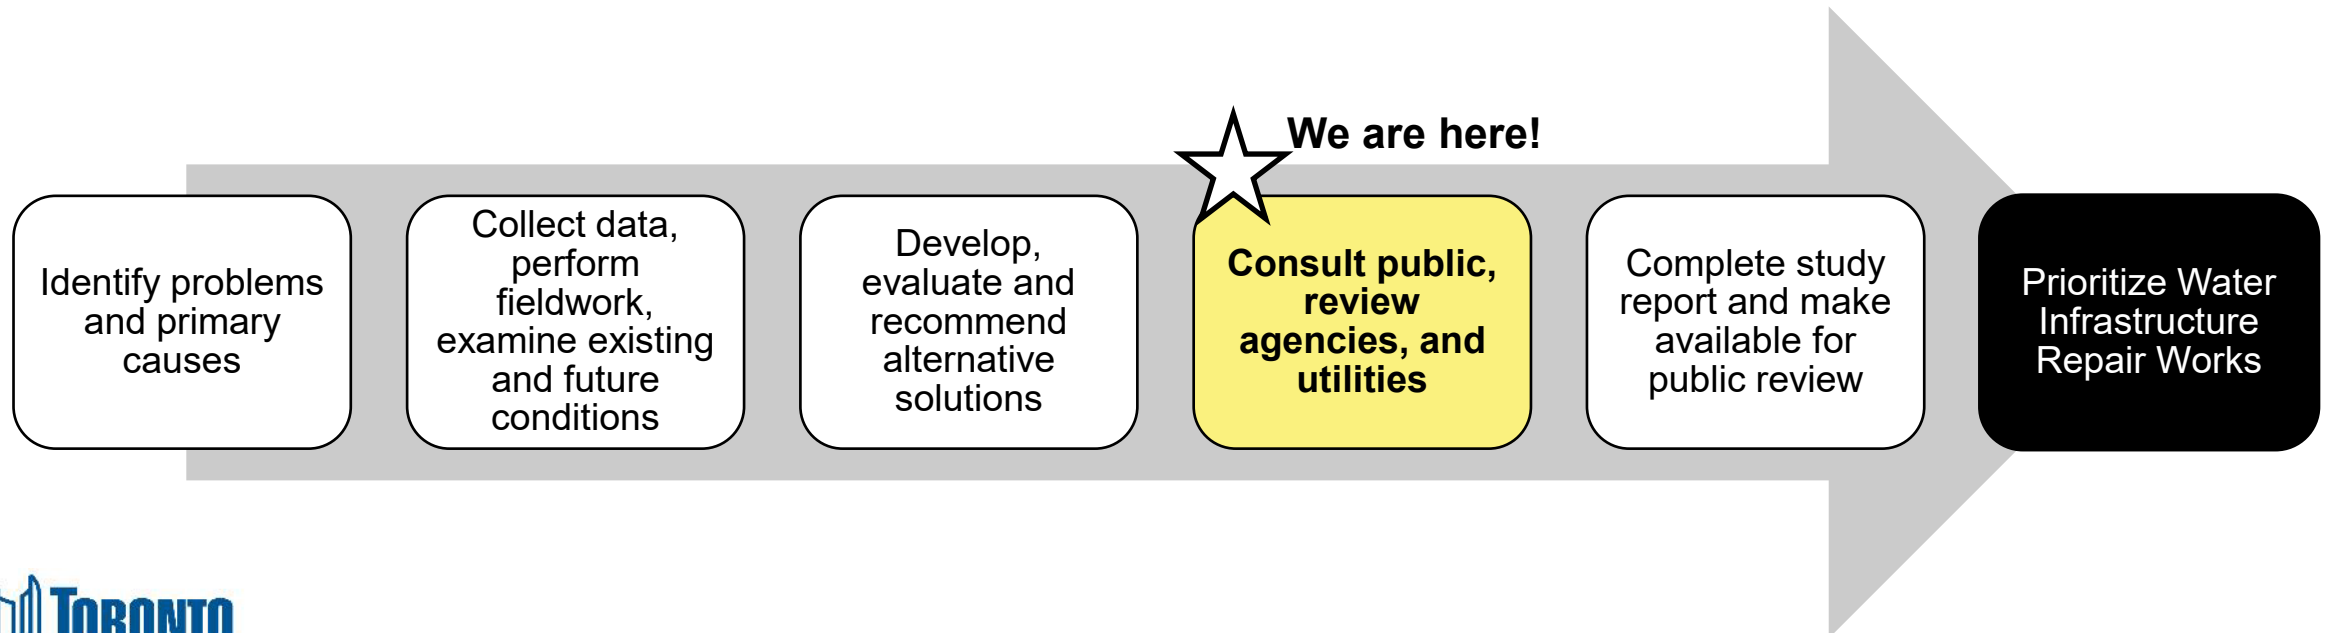 We are here!
Identify problems
and primary
causes
Collect data,
perform
fieldwork,
examine existing
and future
conditions
Develop,
evaluate and
recommend
alternative
solutions
Consult public,
review
agencies, and
utilities
Complete study
report and make
available for
public review
Prioritize Water
Infrastructure
Repair Works
TORONTO